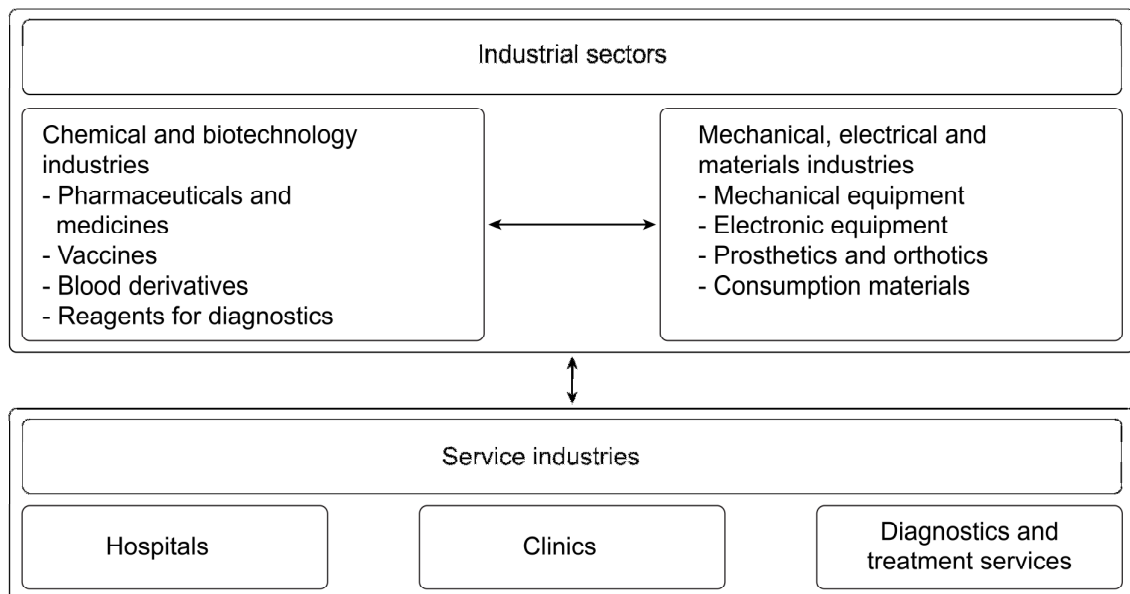 Industrial sectors
Chemical and biotechnology
industries
- Pharmaceuticals and
medicines
- Vaccines
- Blood derivatives
- Reagents for diagnostics
Mechanical, electrical and
materials industries
- Mechanical equipment
- Electronic equipment
- Prosthetics and orthotics
- Consumption materials
Service industries
Hospitals
Clinics
Diagnostics and
treatment services